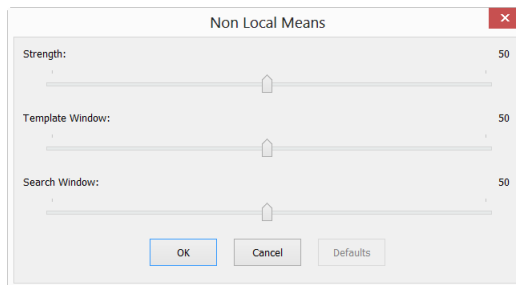 Non Local Means
Strength: 50
Template Window: 50
Search Window: 50
OK Cancel Defaults